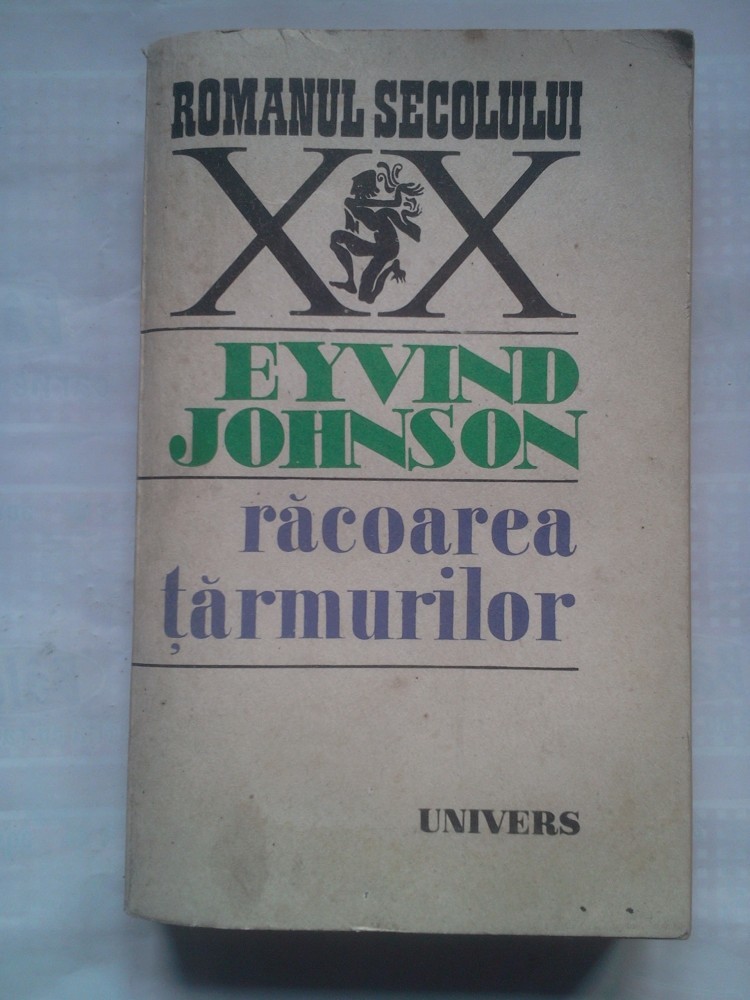 ROMANUL SECOLULUI
XX
EYVIND
JOHNSON
răcoarea
țărmurilor
UNIVERS